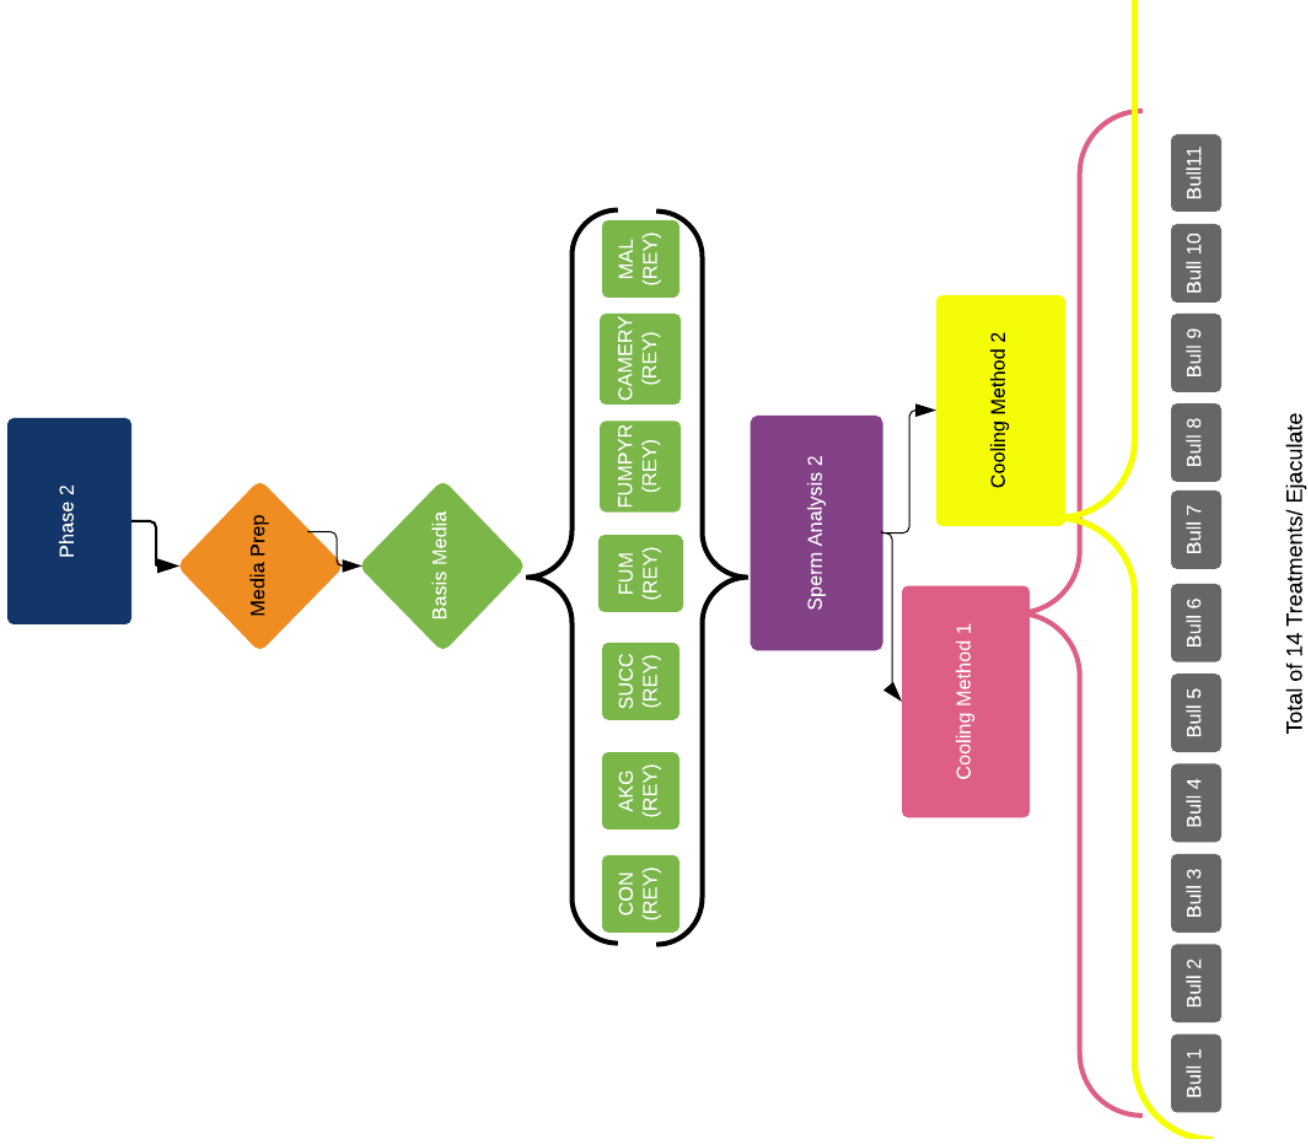 Phase 2
Media Prep
Basis Media
CON
(REY)
AKG
(REY)
SUCC
(REY)
FUM
(REY)
FUMPYR
(REY)
CAMERY
(REY)
MAL
(REY)
Sperm Analysis 2
Cooling Method 1
Cooling Method 2
Bull 1
Bull 2
Bull 3
Bull 4
Bull 5
Bull 6
Bull 7
Bull 8
Bull 9
Bull 10
Bull11
Total of 14 Treatments/ Ejaculate